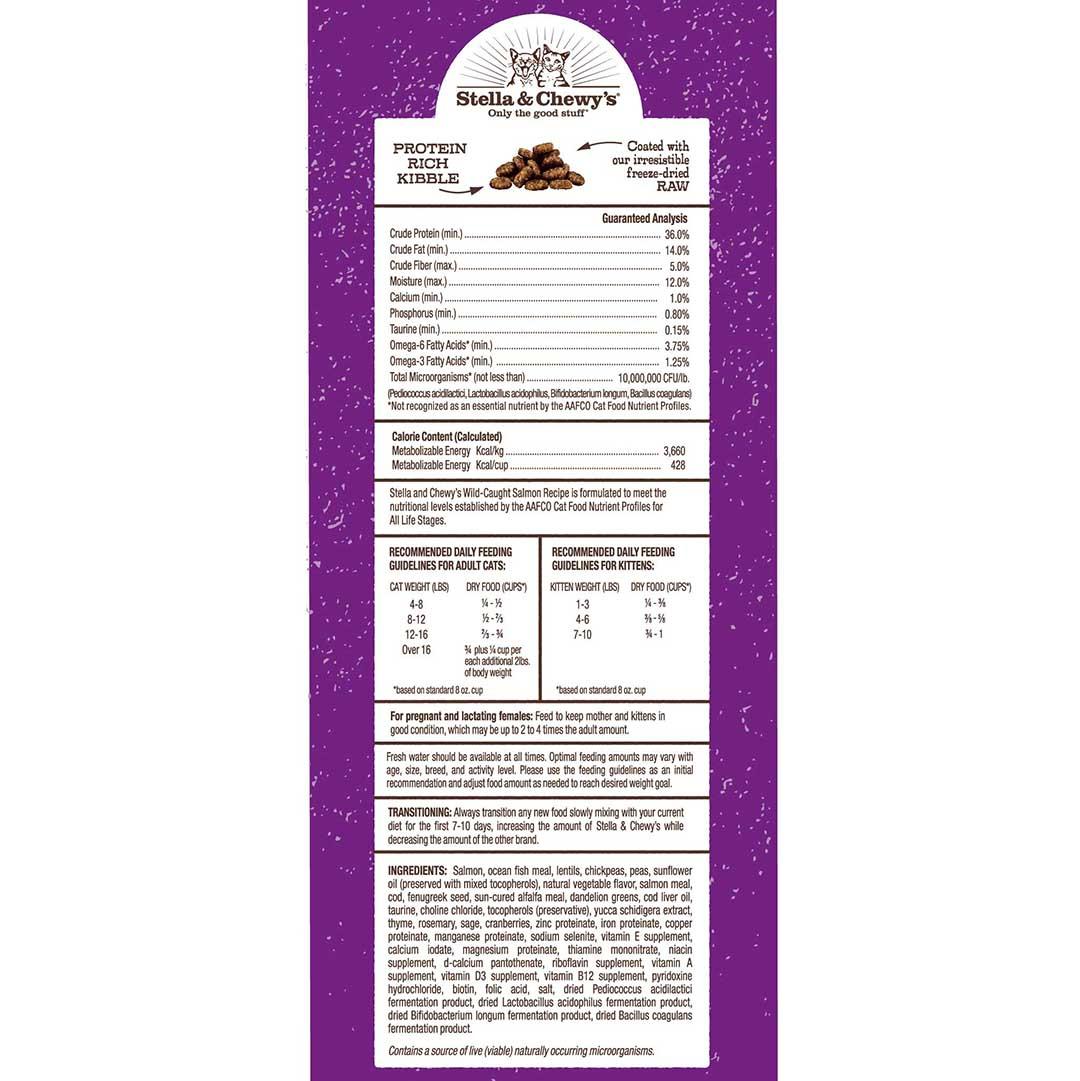 Stella & Chewy's®
Only the good stuff™
PROTEIN
RICH
KIBBLE
Coated with
our irresistible
freeze-dried
RAW
Guaranteed Analysis
Crude Protein (min.) ........ 36.0%
Crude Fat (min.) ........ 14.0%
Crude Fiber (max.) ........ 5.0%
Moisture (max.) ........ 12.0%
Calcium (min.) ........ 1.0%
Phosphorus (min.) ........ 0.80%
Taurine (min.) ........ 0.15%
Omega-6 Fatty Acids* (min.) ........ 3.75%
Omega-3 Fatty Acids* (min.) ........ 1.25%
Total Microorganisms* (not less than) ........ 10,000,000 CFU/lb.
(Pediococcus acidilactici, Lactobacillus acidophilus, Bifidobacterium longum, Bacillus coagulans)
*Not recognized as an essential nutrient by the AAFCO Cat Food Nutrient Profiles.
Calorie Content (Calculated)
Metabolizable Energy Kcal/kg ........ 3,660
Metabolizable Energy Kcal/cup ........ 428
Stella and Chewy's Wild-Caught Salmon Recipe is formulated to meet the
nutritional levels established by the AAFCO Cat Food Nutrient Profiles for
All Life Stages.
RECOMMENDED DAILY FEEDING
GUIDELINES FOR ADULT CATS:
CAT WEIGHT (LBS) DRY FOOD (CUPS*)
4-8 ¼ - ½
8-12 ½ - ⅔
12-16 ⅔ - ¾
Over 16 ¾ plus ¼ cup per
each additional 2lbs.
of body weight
*based on standard 8 oz. cup
RECOMMENDED DAILY FEEDING
GUIDELINES FOR KITTENS:
KITTEN WEIGHT (LBS) DRY FOOD (CUPS*)
1-3 ¼ - ⅜
4-6 ⅜ - ⅝
7-10 ¾ - 1
*based on standard 8 oz. cup
For pregnant and lactating females: Feed to keep mother and kittens in
good condition, which may be up to 2 to 4 times the adult amount.
Fresh water should be available at all times. Optimal feeding amounts may vary with
age, size, breed, and activity level. Please use the feeding guidelines as an initial
recommendation and adjust food amount as needed to reach desired weight goal.
TRANSITIONING: Always transition any new food slowly mixing with your current
diet for the first 7-10 days, increasing the amount of Stella & Chewy's while
decreasing the amount of the other brand.
INGREDIENTS: Salmon, ocean fish meal, lentils, chickpeas, peas, sunflower
oil (preserved with mixed tocopherols), natural vegetable flavor, salmon meal,
cod, fenugreek seed, sun-cured alfalfa meal, dandelion greens, cod liver oil,
taurine, choline chloride, tocopherols (preservative), yucca schidigera extract,
thyme, rosemary, sage, cranberries, zinc proteinate, iron proteinate, copper
proteinate, manganese proteinate, sodium selenite, vitamin E supplement,
calcium iodate, magnesium proteinate, thiamine mononitrate, niacin
supplement, d-calcium pantothenate, riboflavin supplement, vitamin A
supplement, vitamin D3 supplement, vitamin B12 supplement, pyridoxine
hydrochloride, biotin, folic acid, salt, dried Pediococcus acidilactici
fermentation product, dried Lactobacillus acidophilus fermentation product,
dried Bifidobacterium longum fermentation product, dried Bacillus coagulans
fermentation product.
Contains a source of live (viable) naturally occurring microorganisms.